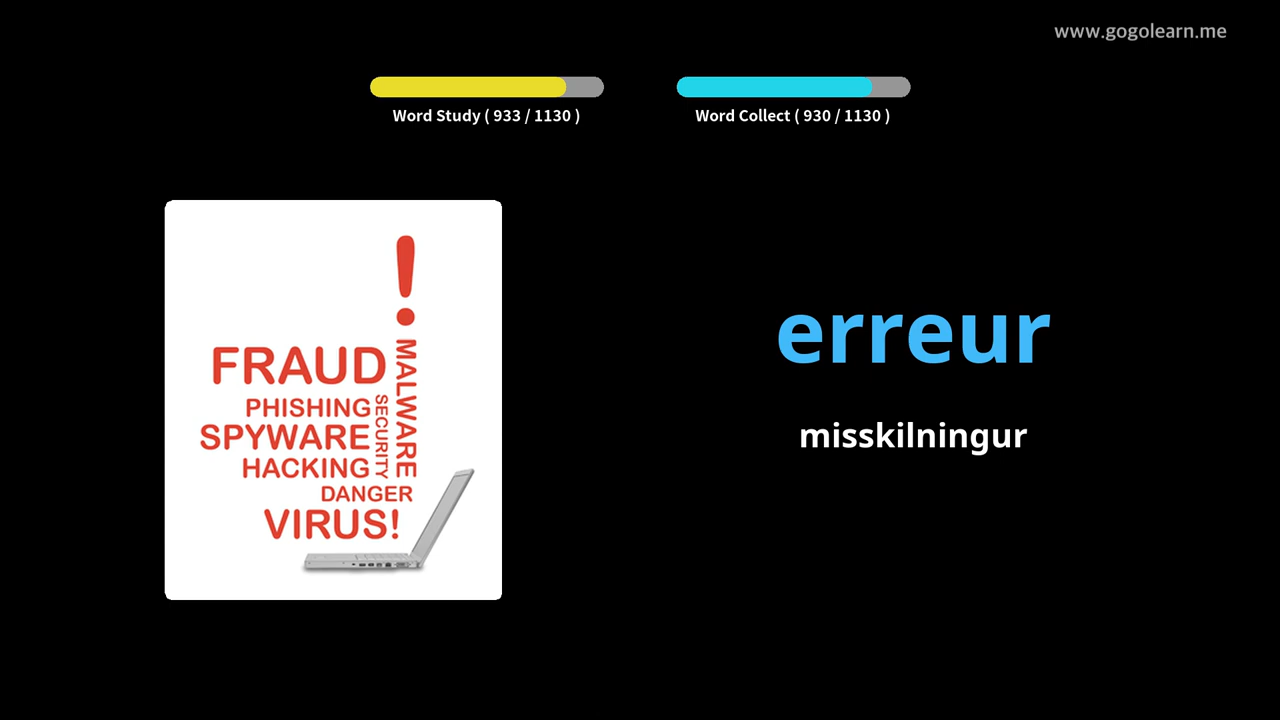 www.gogolearn.me
Word Study ( 933 / 1130 )
Word Collect ( 930 / 1130 )
!
FRAUD
MALWARE
PHISHING
SECURITY
SPYWARE
HACKING
DANGER
VIRUS!
erreur
misskilningur